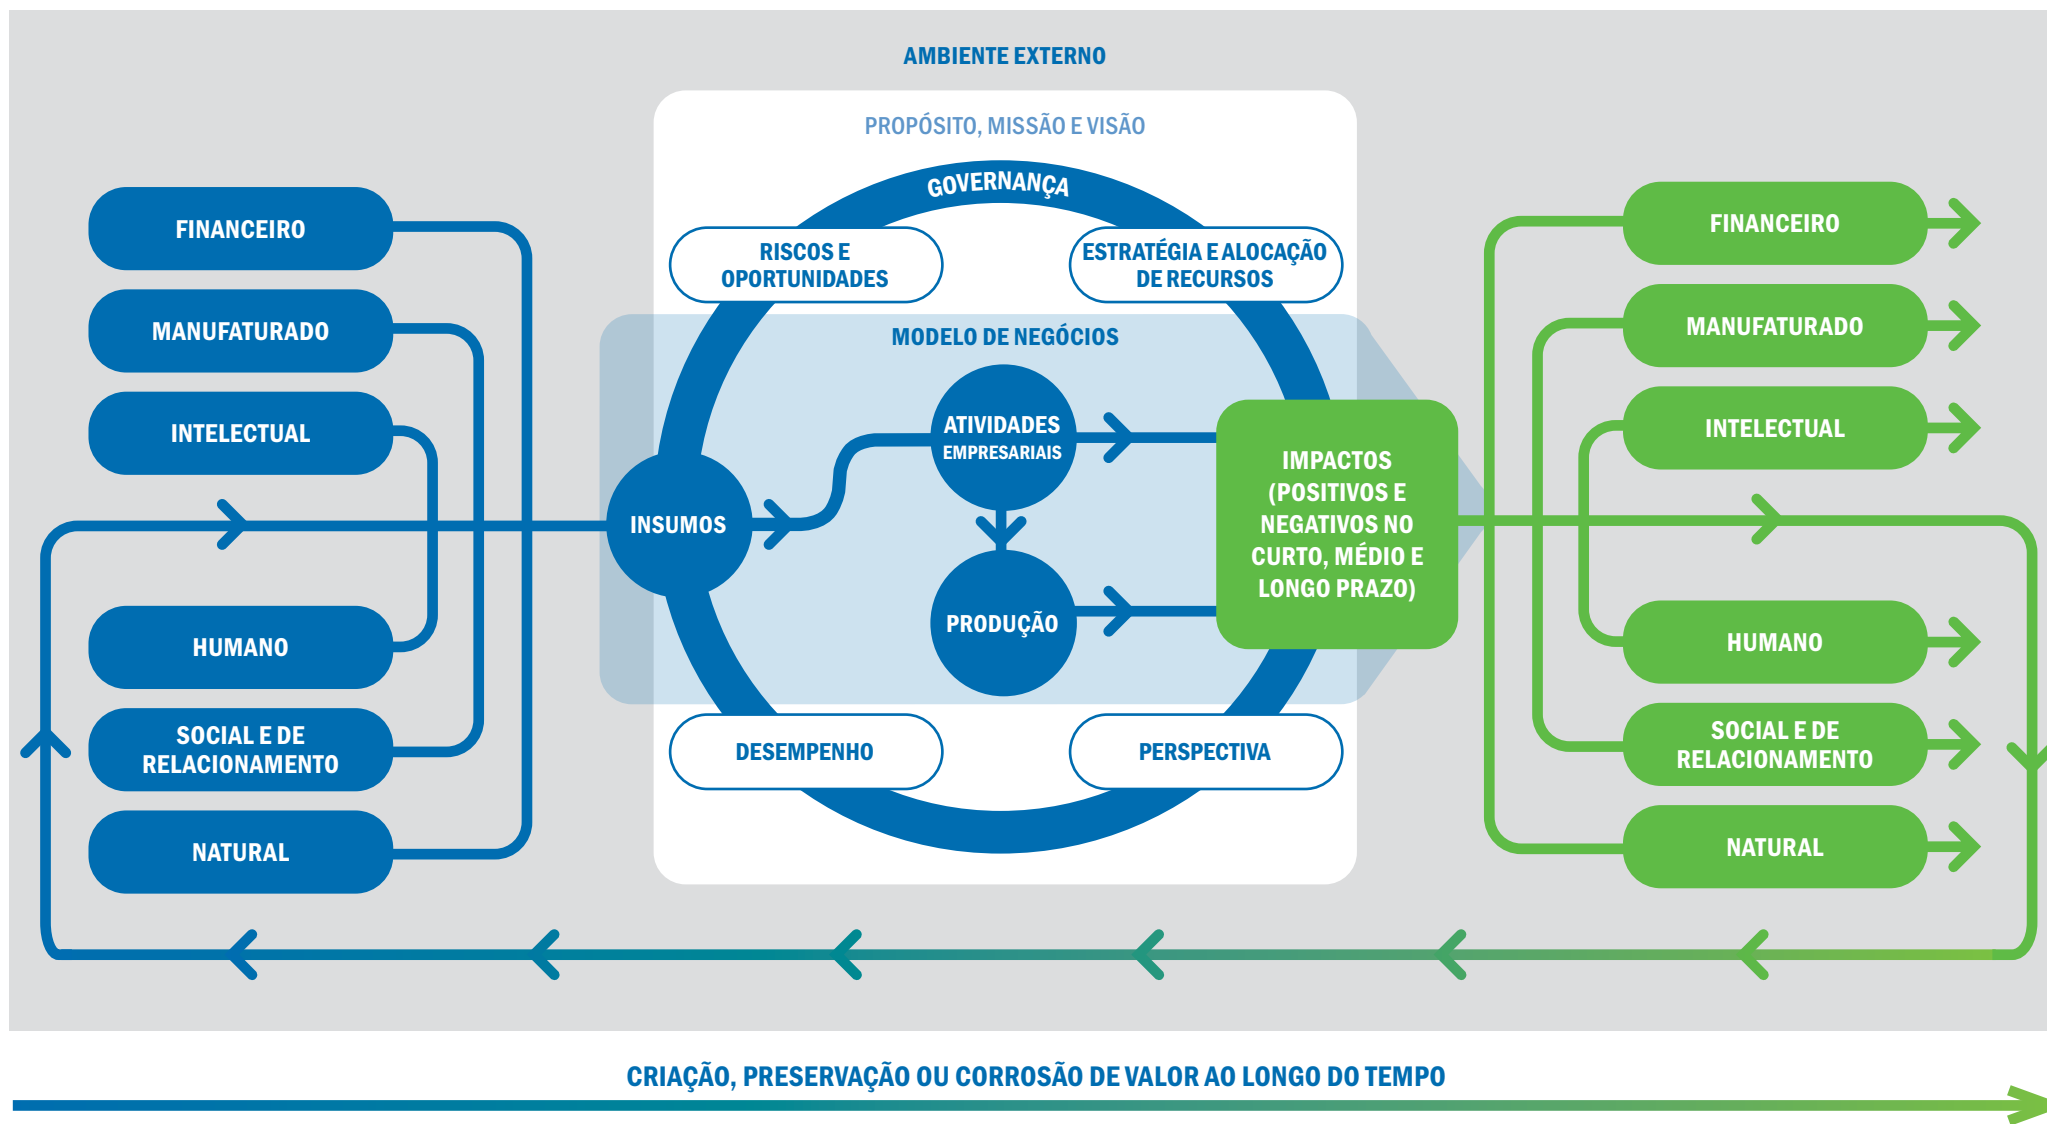 AMBIENTE EXTERNO
PROPÓSITO, MISSÃO E VISÃO
GOVERNANÇA
RISCOS E
OPORTUNIDADES
ESTRATÉGIA E ALOCAÇÃO
DE RECURSOS
MODELO DE NEGÓCIOS
FINANCEIRO
MANUFATURADO
INTELECTUAL
HUMANO
SOCIAL E DE
RELACIONAMENTO
NATURAL
INSUMOS
ATIVIDADES
EMPRESARIAIS
PRODUÇÃO
IMPACTOS
(POSITIVOS E
NEGATIVOS NO
CURTO, MÉDIO E
LONGO PRAZO)
DESEMPENHO
PERSPECTIVA
FINANCEIRO
MANUFATURADO
INTELECTUAL
HUMANO
SOCIAL E DE
RELACIONAMENTO
NATURAL
CRIAÇÃO, PRESERVAÇÃO OU CORROSÃO DE VALOR AO LONGO DO TEMPO